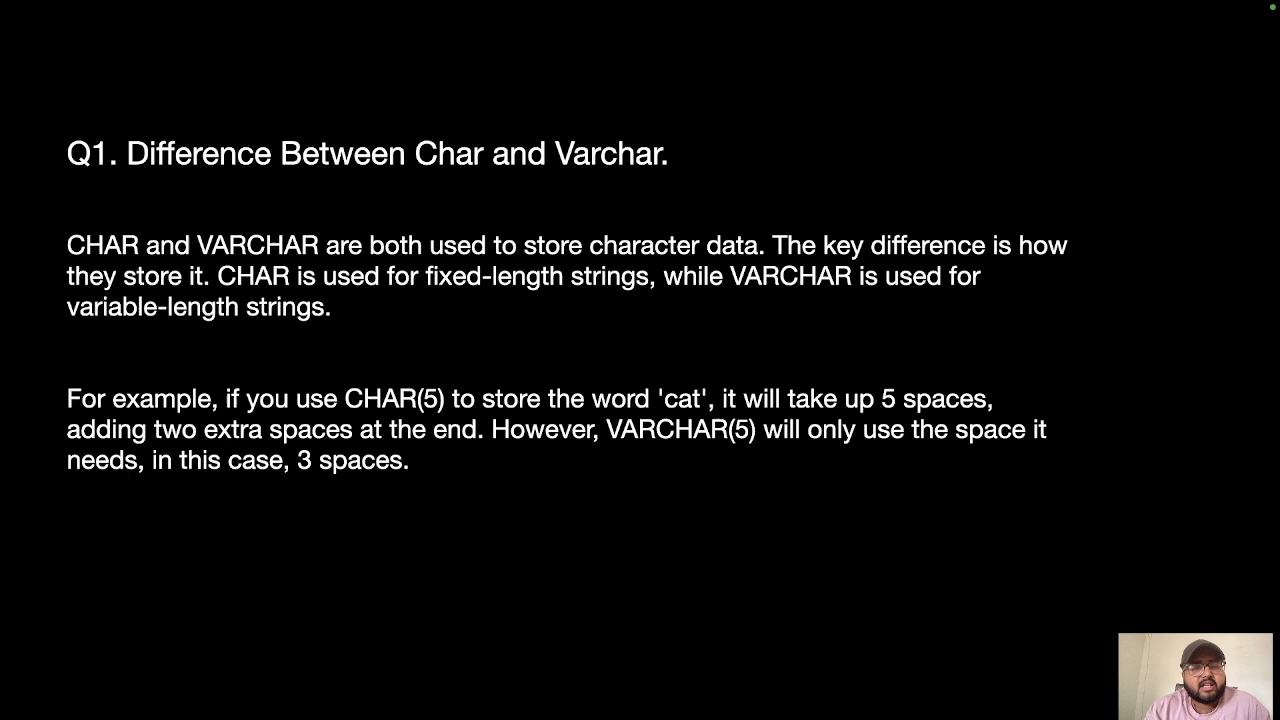 Q1. Difference Between Char and Varchar.
CHAR and VARCHAR are both used to store character data. The key difference is how
they store it. CHAR is used for fixed-length strings, while VARCHAR is used for
variable-length strings.
For example, if you use CHAR(5) to store the word 'cat', it will take up 5 spaces,
adding two extra spaces at the end. However, VARCHAR(5) will only use the space it
needs, in this case, 3 spaces.